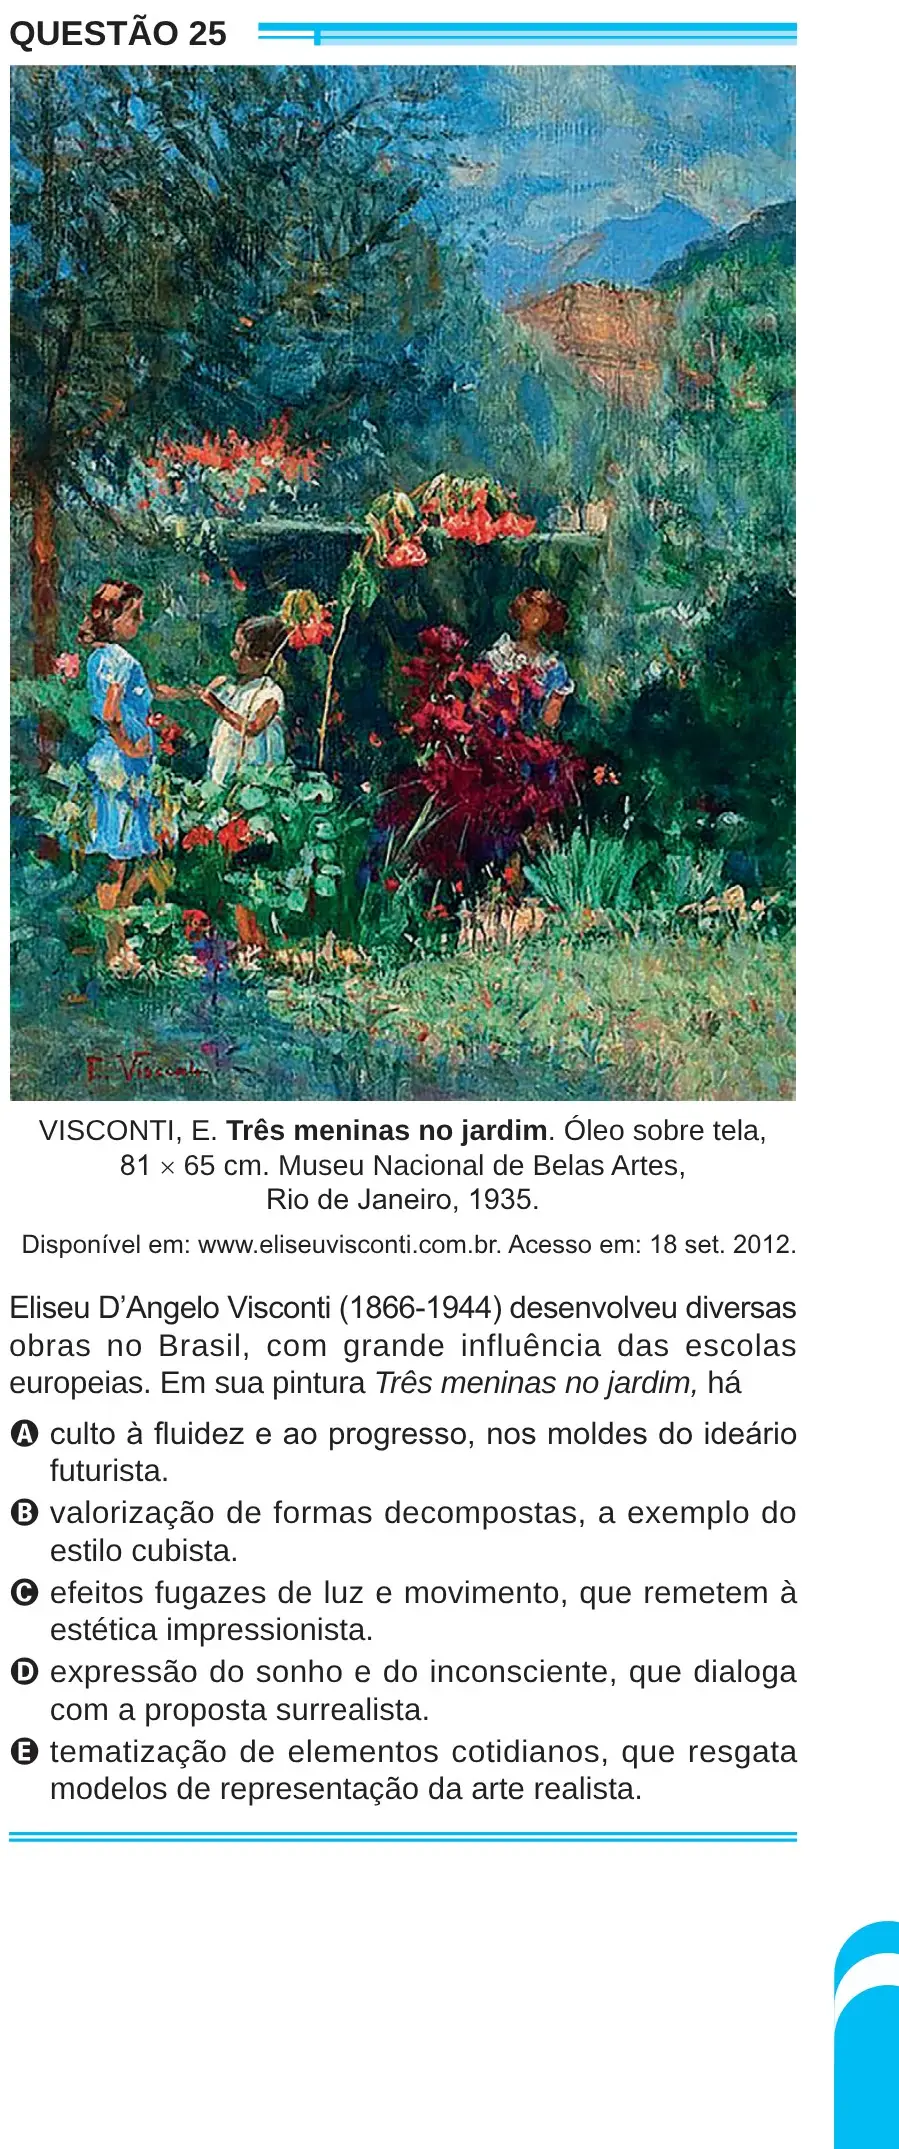 QUESTÃO 25
E. Visconti
VISCONTI, E. Três meninas no jardim. Óleo sobre tela,
81 × 65 cm. Museu Nacional de Belas Artes,
Rio de Janeiro, 1935.
Disponível em: www.eliseuvisconti.com.br. Acesso em: 18 set. 2012.
Eliseu D’Angelo Visconti (1866-1944) desenvolveu diversas
obras no Brasil, com grande influência das escolas
europeias. Em sua pintura Três meninas no jardim, há
A culto à fluidez e ao progresso, nos moldes do ideário
futurista.
B valorização de formas decompostas, a exemplo do
estilo cubista.
C efeitos fugazes de luz e movimento, que remetem à
estética impressionista.
D expressão do sonho e do inconsciente, que dialoga
com a proposta surrealista.
E tematização de elementos cotidianos, que resgata
modelos de representação da arte realista.